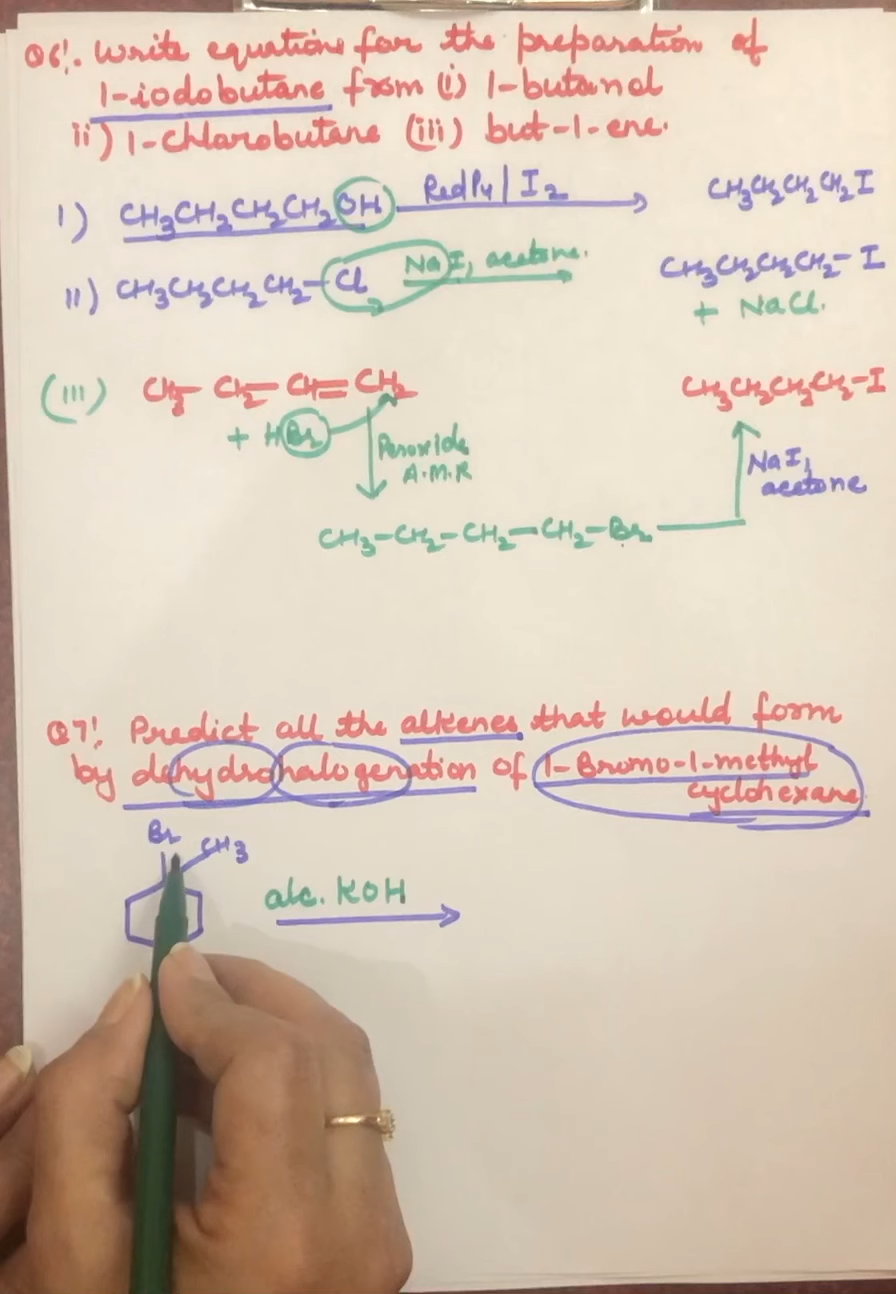 Q6!. Write equations for the preparation of
1-iodobutane from (i) 1-butanol
ii) 1-chlorobutane (iii) but-1-ene.
I) CH3CH2CH2CH2OH Red P4/I2 CH3CH2CH2CH2I
II) CH3CH2CH2CH2-Cl NaI, acetone. CH3CH2CH2CH2-I
+ NaCl.
(III) CH3-CH2-CH=CH2 CH3CH2CH2CH2-I
+ HBr Peroxide
A.M.R
NaI,
acetone
CH3-CH2-CH2-CH2-Br
Q7!. Predict all the alkenes that would form
by dehydrohalogenation of 1-Bromo-1-methyl
cyclohexane
Br CH3
alc. KOH